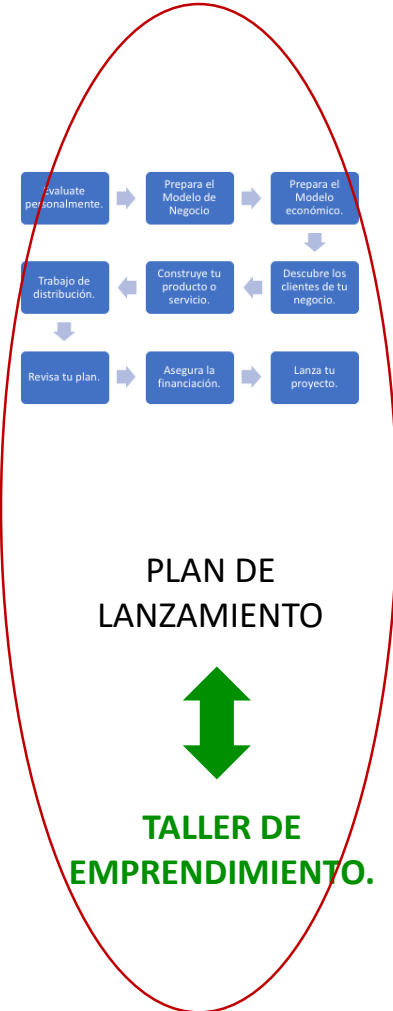 Evaluate
personalmente.
Prepara el
Modelo de
Negocio
Prepara el
Modelo
económico.
Descubre los
clientes de tu
negocio.
Construye tu
producto o
servicio.
Trabajo de
distribución.
Revisa tu plan.
Asegura la
financiación.
Lanza tu
proyecto.
PLAN DE
LANZAMIENTO
TALLER DE
EMPRENDIMIENTO.